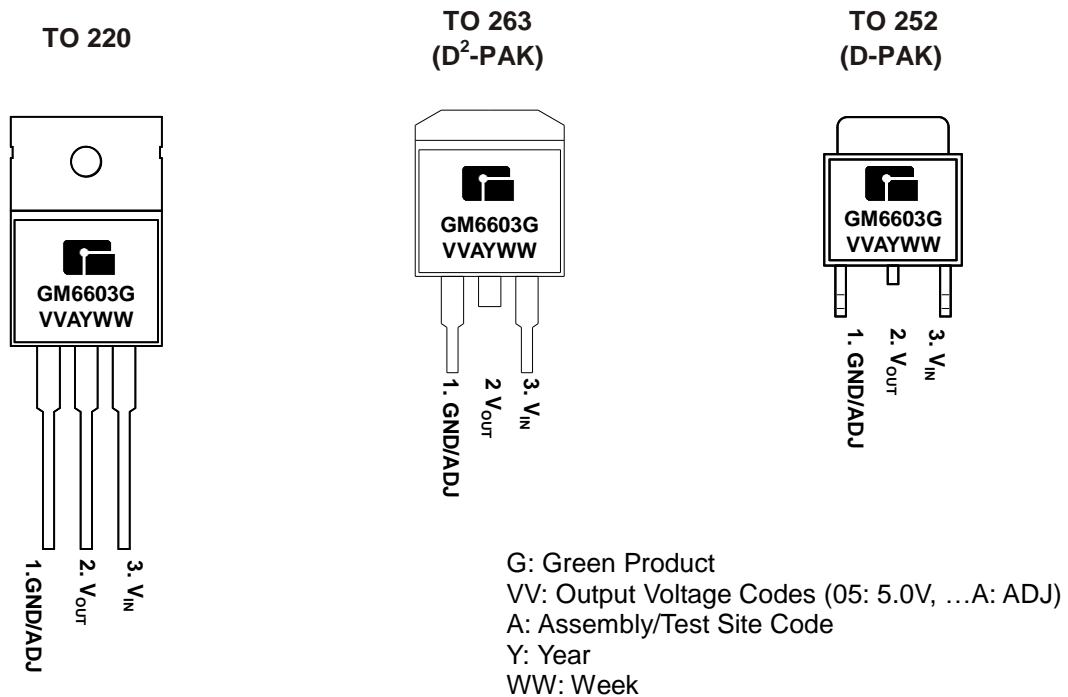 TO 220
TO 263
(D²-PAK)
TO 252
(D-PAK)
GM6603G
VVAYWW
1.GND/ADJ
2. VOUT
3. VIN
GM6603G
VVAYWW
1. GND/ADJ
2 VOUT
3. VIN
GM6603G
VVAYWW
1. GND/ADJ
2. VOUT
3. VIN
G: Green Product
VV: Output Voltage Codes (05: 5.0V, …A: ADJ)
A: Assembly/Test Site Code
Y: Year
WW: Week